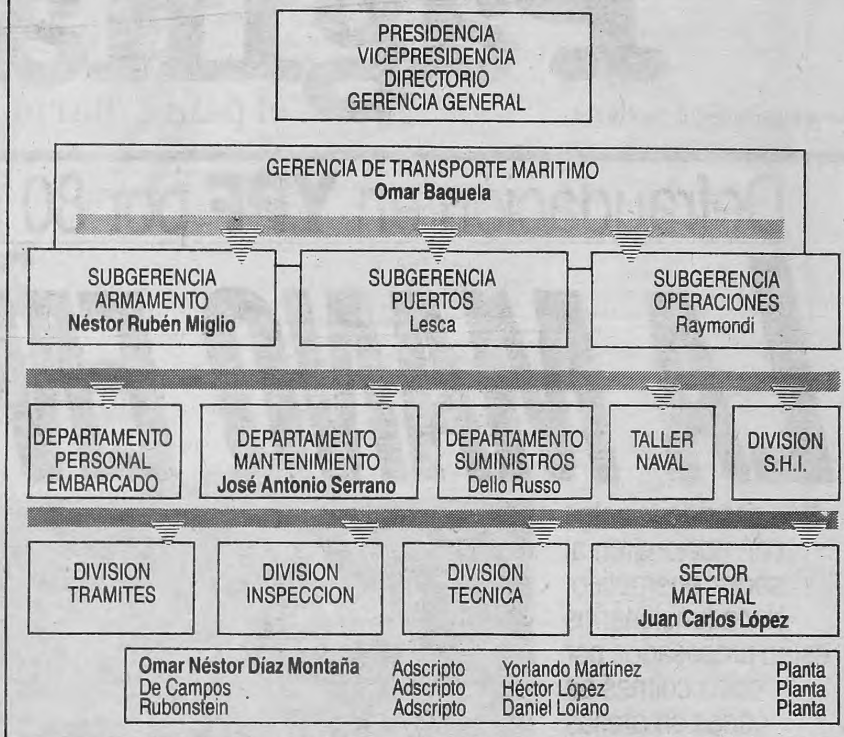 PRESIDENCIA
VICEPRESIDENCIA
DIRECTORIO
GERENCIA GENERAL
GERENCIA DE TRANSPORTE MARITIMO
Omar Baquela
SUBGERENCIA
ARMAMENTO
Néstor Rubén Miglio
SUBGERENCIA
PUERTOS
Lesca
SUBGERENCIA
OPERACIONES
Raymondi
DEPARTAMENTO
PERSONAL
EMBARCADO
DEPARTAMENTO
MANTENIMIENTO
José Antonio Serrano
DEPARTAMENTO
SUMINISTROS
Dello Russo
TALLER
NAVAL
DIVISION
S.H.I.
DIVISION
TRAMITES
DIVISION
INSPECCION
DIVISION
TECNICA
SECTOR
MATERIAL
Juan Carlos López
Omar Néstor Díaz Montaña Adscripto Yorlando Martínez Planta
De Campos Adscripto Héctor López Planta
Rubonstein Adscripto Daniel Loiano Planta